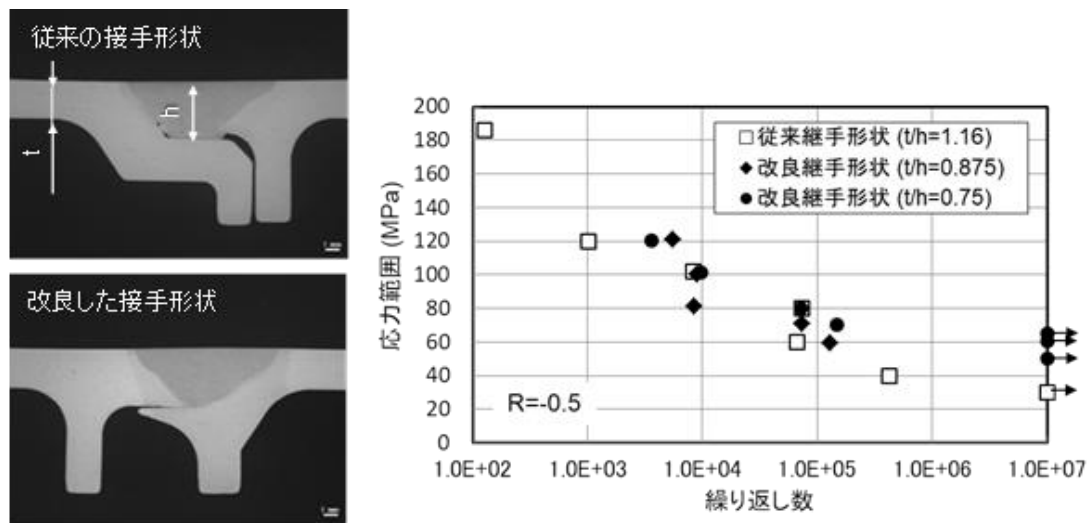 従来の接手形状
t
h
1 mm
改良した接手形状
1 mm
応力範囲 (MPa)
200
180
160
140
120
100
80
60
40
20
0
□ 従来継手形状 (t/h=1.16)
◆ 改良継手形状 (t/h=0.875)
● 改良継手形状 (t/h=0.75)
R=-0.5
1.0E+02 1.0E+03 1.0E+04 1.0E+05 1.0E+06 1.0E+07
繰り返し数